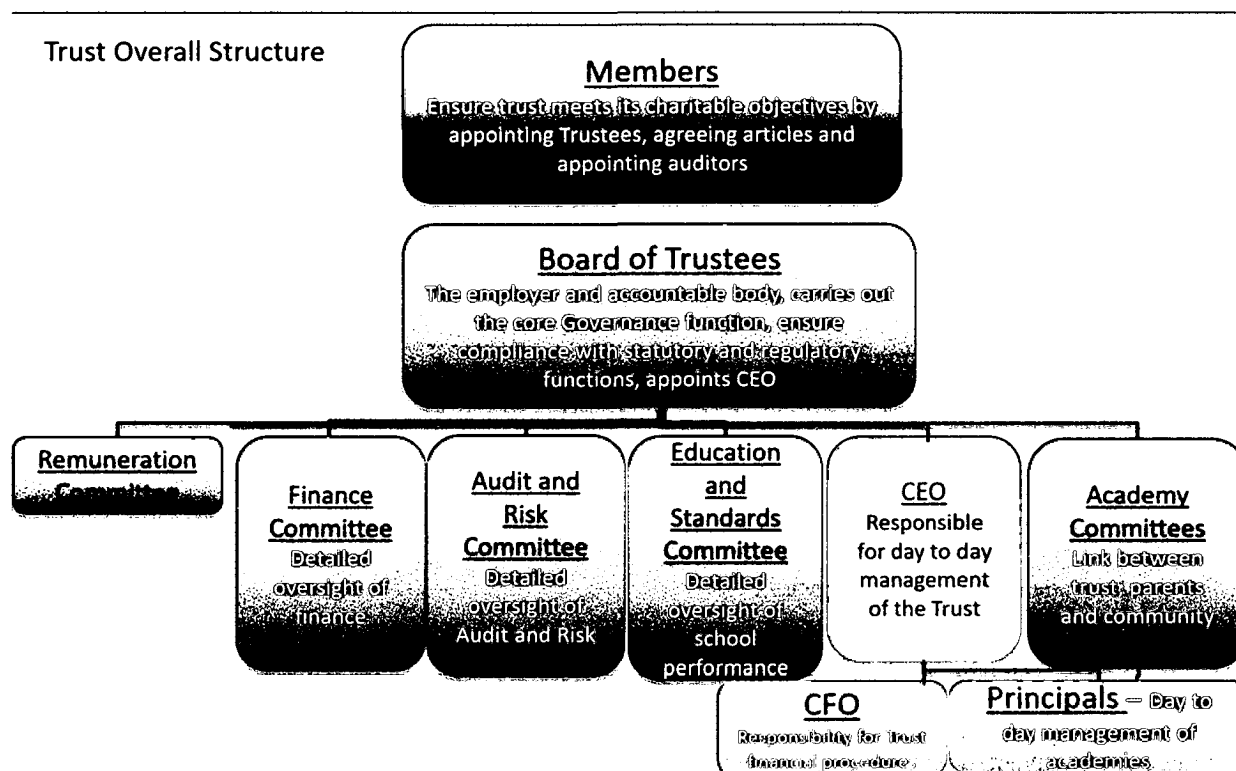 Trust Overall Structure
Members
Ensure trust meets its charitable objectives by
appointing Trustees, agreeing articles and
appointing auditors
Board of Trustees
The employer and accountable body, carries out
the core Governance function, ensure
compliance with statutory and regulatory
functions, appoints CEO
Remuneration
Committee
Finance
Committee
Detailed
oversight of
finance
Audit and
Risk
Committee
Detailed
oversight of
Audit and Risk
Education
and
Standards
Committee
Detailed
oversight of
school
performance
CEO
Responsible
for day to day
management
of the Trust
Academy
Committees
Link between
trust, parents
and community
CFO
Responsibility for Trust
financial procedure
Principals – Day to
day management of
academies